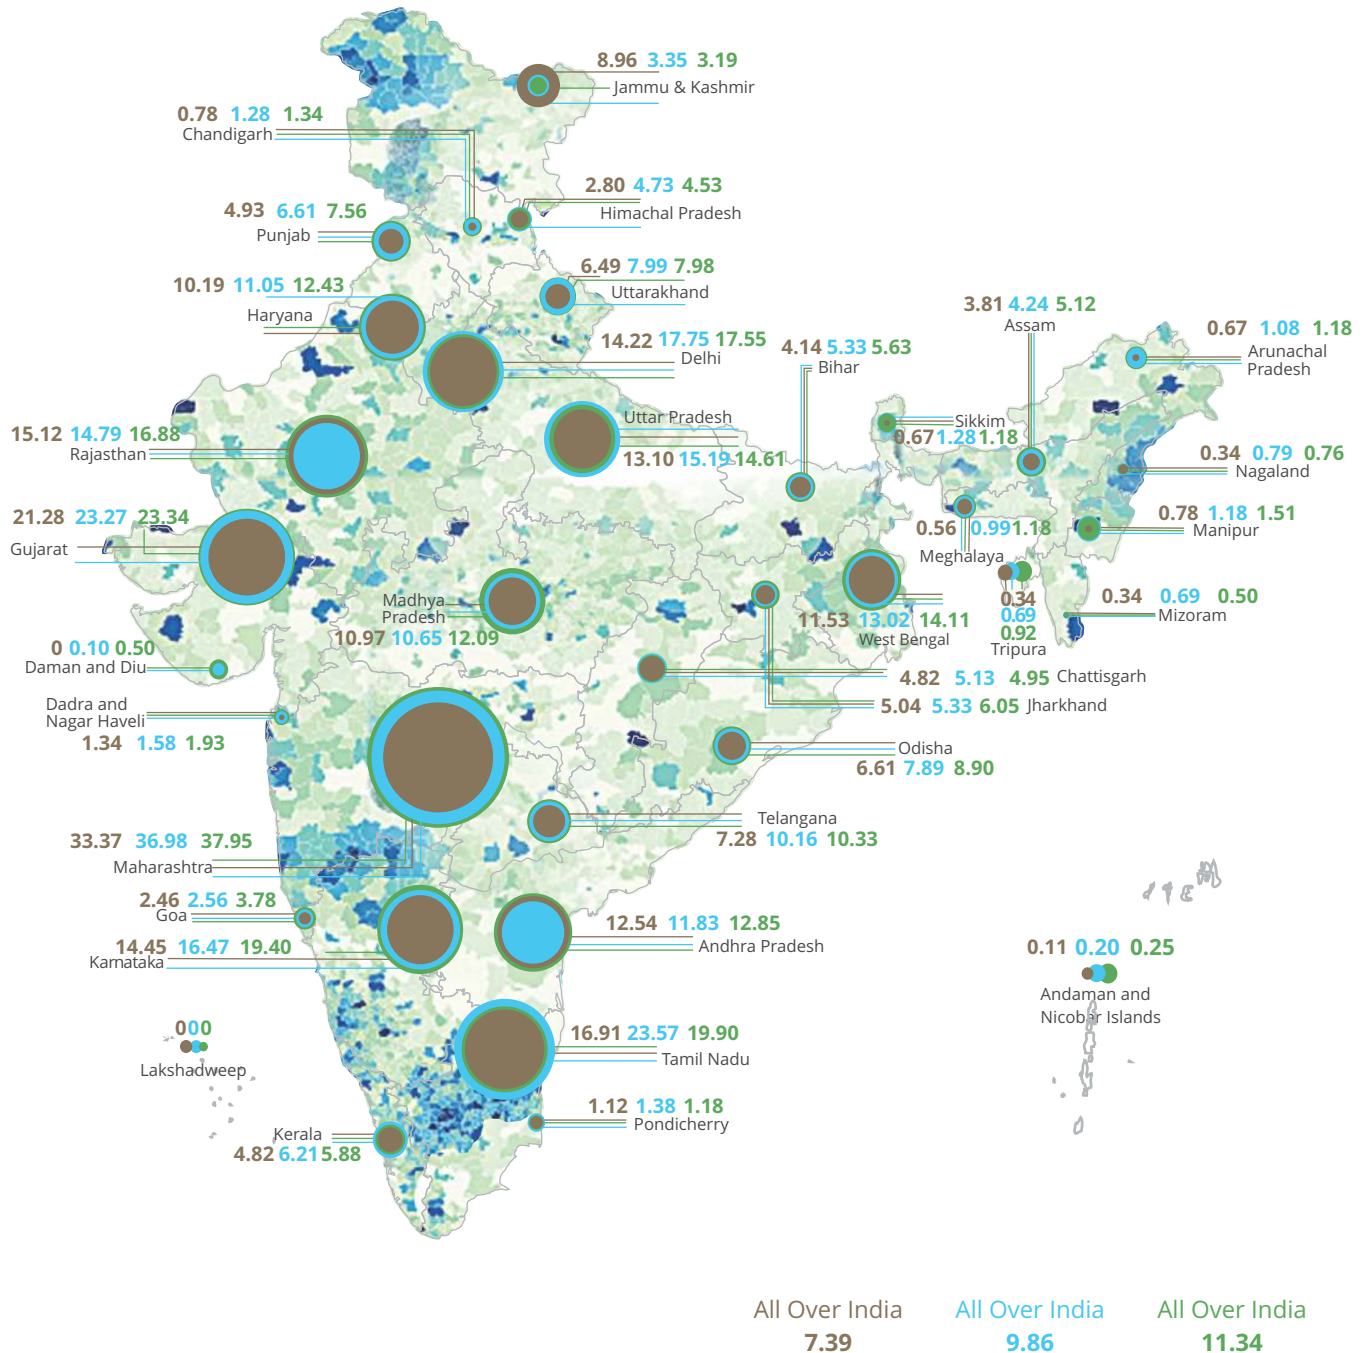 8.96 3.35 3.19
Jammu & Kashmir
0.78 1.28 1.34
Chandigarh
2.80 4.73 4.53
Himachal Pradesh
4.93 6.61 7.56
Punjab
6.49 7.99 7.98
Uttarakhand
10.19 11.05 12.43
Haryana
3.81 4.24 5.12
Assam
0.67 1.08 1.18
Arunachal
Pradesh
14.22 17.75 17.55
Delhi
4.14 5.33 5.63
Bihar
Uttar Pradesh
13.10 15.19 14.61
Sikkim
0.67 1.28 1.18
15.12 14.79 16.88
Rajasthan
0.34 0.79 0.76
Nagaland
21.28 23.27 23.34
Gujarat
0.78 1.18 1.51
Manipur
0.56 0.99 1.18
Meghalaya
Madhya
Pradesh
10.97 10.65 12.09
11.53 13.02 14.11
West Bengal
0.34
0.69
0.92
Tripura
0.34 0.69 0.50
Mizoram
0 0.10 0.50
Daman and Diu
4.82 5.13 4.95 Chattisgarh
5.04 5.33 6.05 Jharkhand
Dadra and
Nagar Haveli
1.34 1.58 1.93
Odisha
6.61 7.89 8.90
Telangana
7.28 10.16 10.33
33.37 36.98 37.95
Maharashtra
2.46 2.56 3.78
Goa
14.45 16.47 19.40
Karnataka
12.54 11.83 12.85
Andhra Pradesh
0.11 0.20 0.25
Andaman and
Nicobar Islands
000
Lakshadweep
16.91 23.57 19.90
Tamil Nadu
1.12 1.38 1.18
Pondicherry
Kerala
4.82 6.21 5.88
All Over India All Over India All Over India
7.39 9.86 11.34